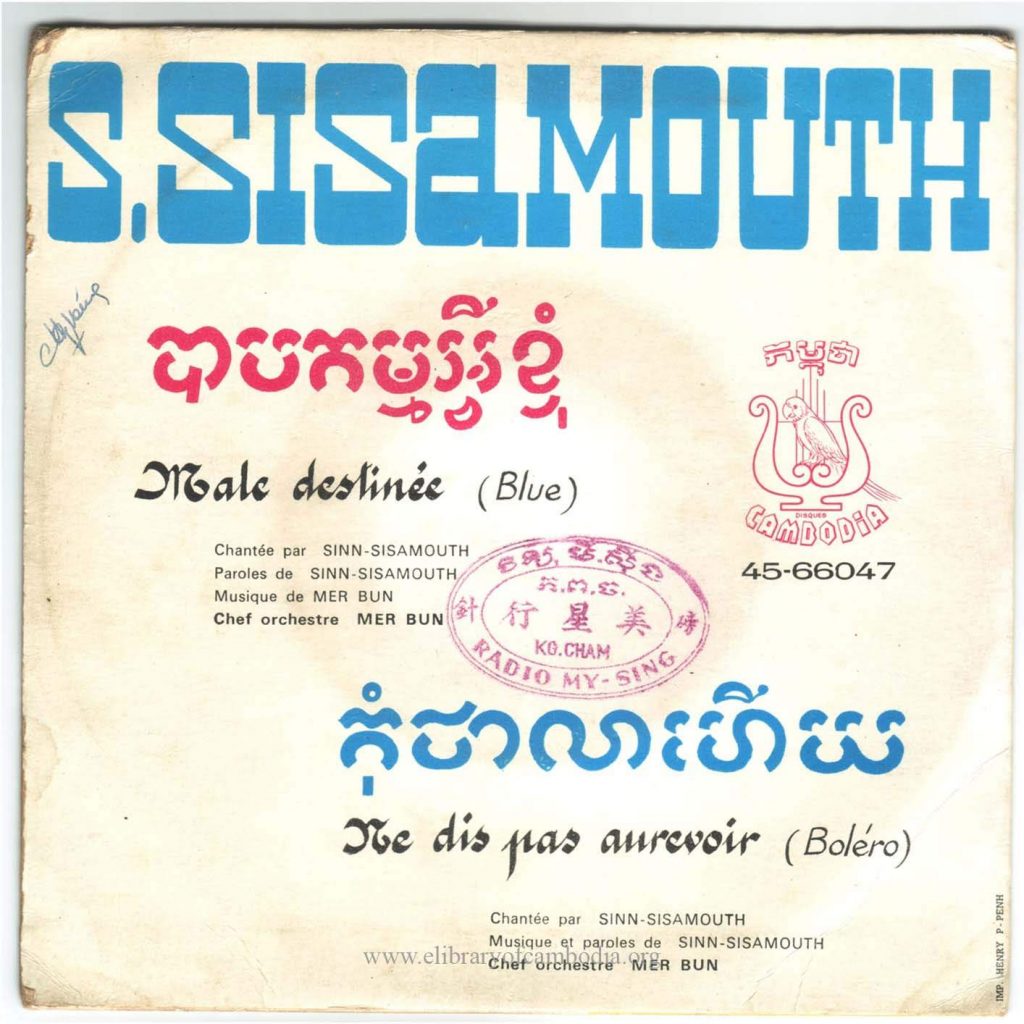 S. SISAMOUTH
បាបកម្មអ្វីខ្ញុំ
កម្ពុជា
Male destinée (Blue)
DISQUES
CAMBODIA
45-66047
Chantée par SINN-SISAMOUTH
Paroles de SINN-SISAMOUTH
Musique de MER BUN
Chef orchestre MER BUN
ក.ព.ច.
行 星 美
KG.CHAM
RADIO MY-SING
កុំថាលាហើយ
Ne dis pas aurevoir (Boléro)
Chantée par SINN-SISAMOUTH
Musique et paroles de SINN-SISAMOUTH
www.elibraryofcambodia.org
Chef orchestre MER BUN
IMP. HENRY P-PENH